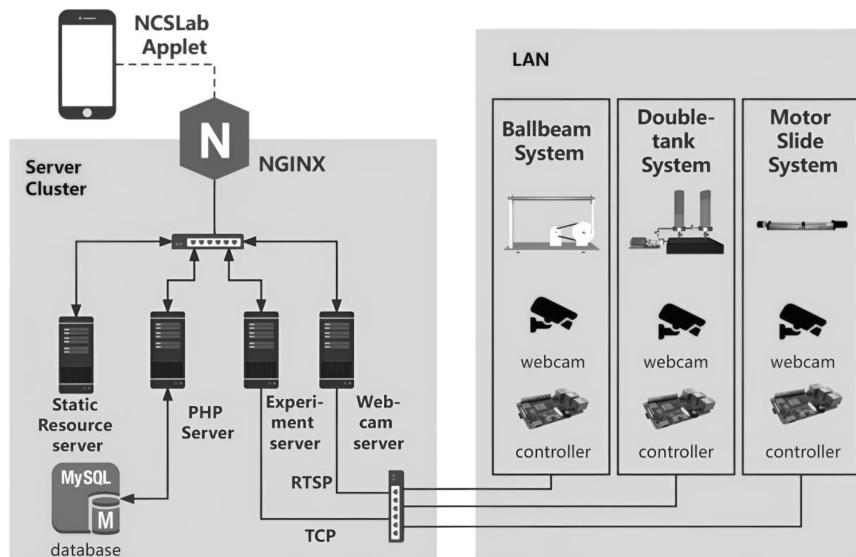 NCSLab
Applet
N
NGINX
Server
Cluster
Static
Resource
server
PHP
Server
Experi-
ment
server
Web-
cam
server
MySQL
M
database
RTSP
TCP
LAN
Ballbeam
System
webcam
controller
Double-
tank
System
webcam
controller
Motor
Slide
System
webcam
controller